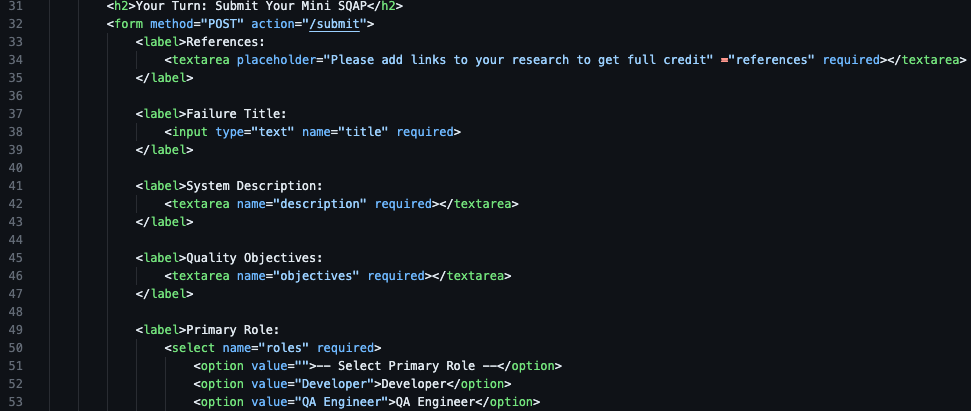 31 <h2>Your Turn: Submit Your Mini SQAP</h2>
32 <form method="POST" action="/submit">
33 <label>References:
34 <textarea placeholder="Please add links to your research to get full credit" ="references" required></textarea>
35 </label>
36
37 <label>Failure Title:
38 <input type="text" name="title" required>
39 </label>
40
41 <label>System Description:
42 <textarea name="description" required></textarea>
43 </label>
44
45 <label>Quality Objectives:
46 <textarea name="objectives" required></textarea>
47 </label>
48
49 <label>Primary Role:
50 <select name="roles" required>
51 <option value="">-- Select Primary Role --</option>
52 <option value="Developer">Developer</option>
53 <option value="QA Engineer">QA Engineer</option>